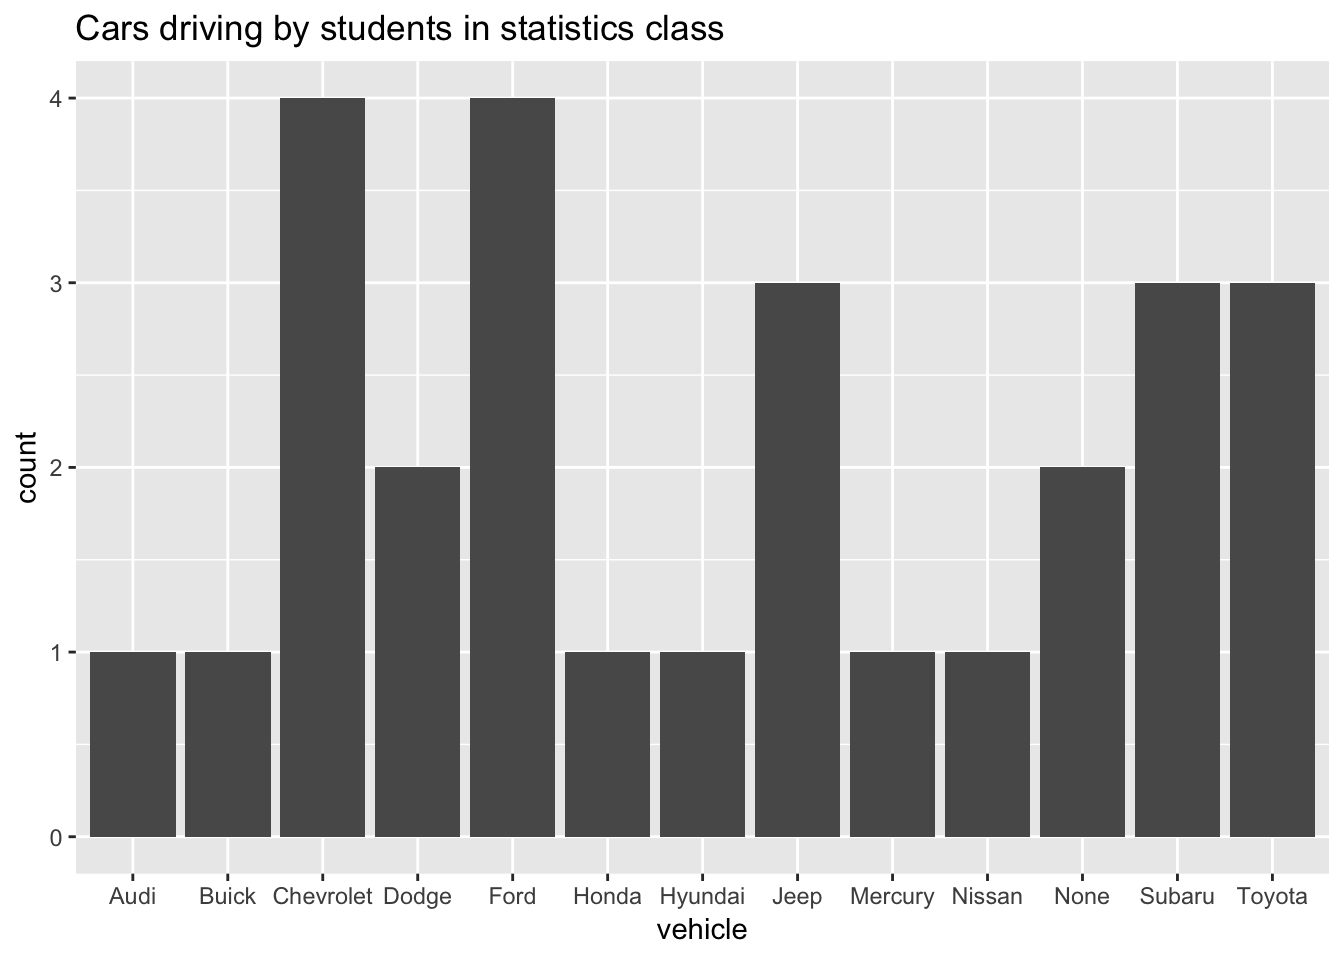 Cars driving by students in statistics class
4
3
2
1
0
count
Audi Buick Chevrolet Dodge Ford Honda Hyundai Jeep Mercury Nissan None Subaru Toyota
vehicle